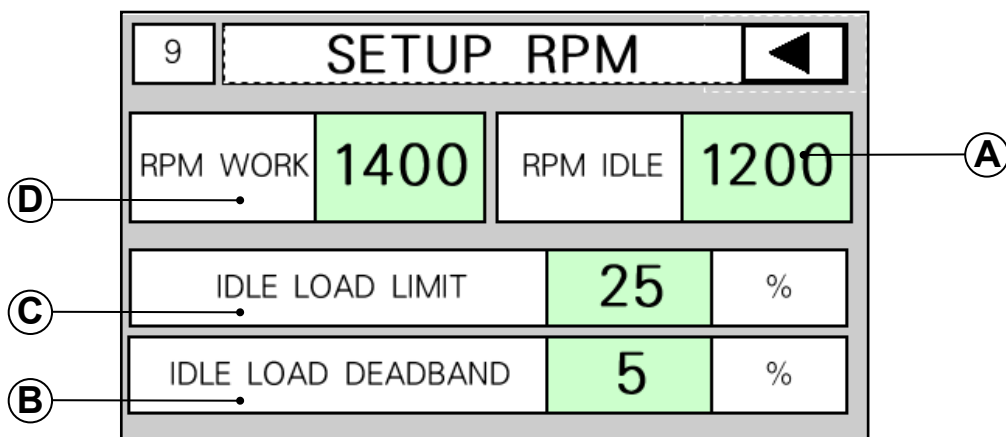 9 SETUP RPM
RPM WORK 1400 RPM IDLE 1200 A
D
IDLE LOAD LIMIT 25 %
C
IDLE LOAD DEADBAND 5 %
B